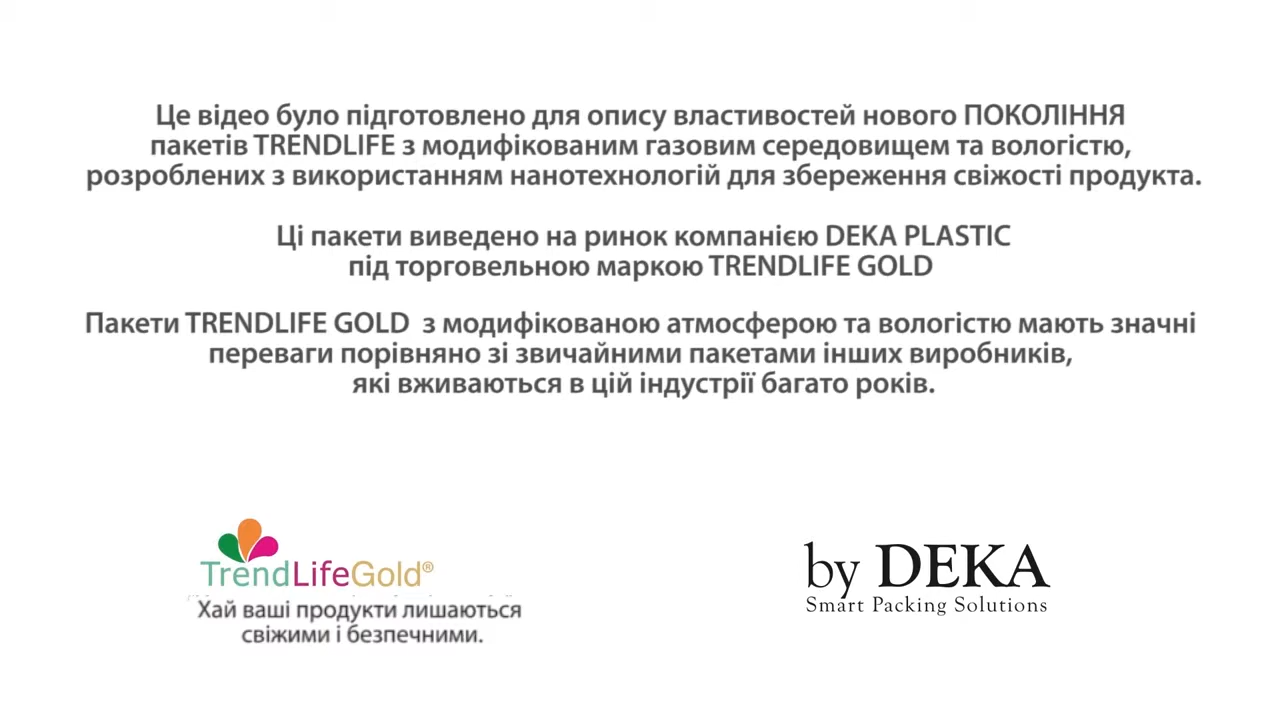 Це відео було підготовлено для опису властивостей нового ПОКОЛІННЯ
пакетів TRENDLIFE з модифікованим газовим середовищем та вологістю,
розроблених з використанням нанотехнологій для збереження свіжості продукта.
Ці пакети виведено на ринок компанією DEKA PLASTIC
під торговельною маркою TRENDLIFE GOLD
Пакети TRENDLIFE GOLD з модифікованою атмосферою та вологістю мають значні
переваги порівняно зі звичайними пакетами інших виробників,
які вживаються в цій індустрії багато років.
TrendLifeGold®
Хай ваші продукти лишаються
свіжими і безпечними.
by DEKA
Smart Packing Solutions